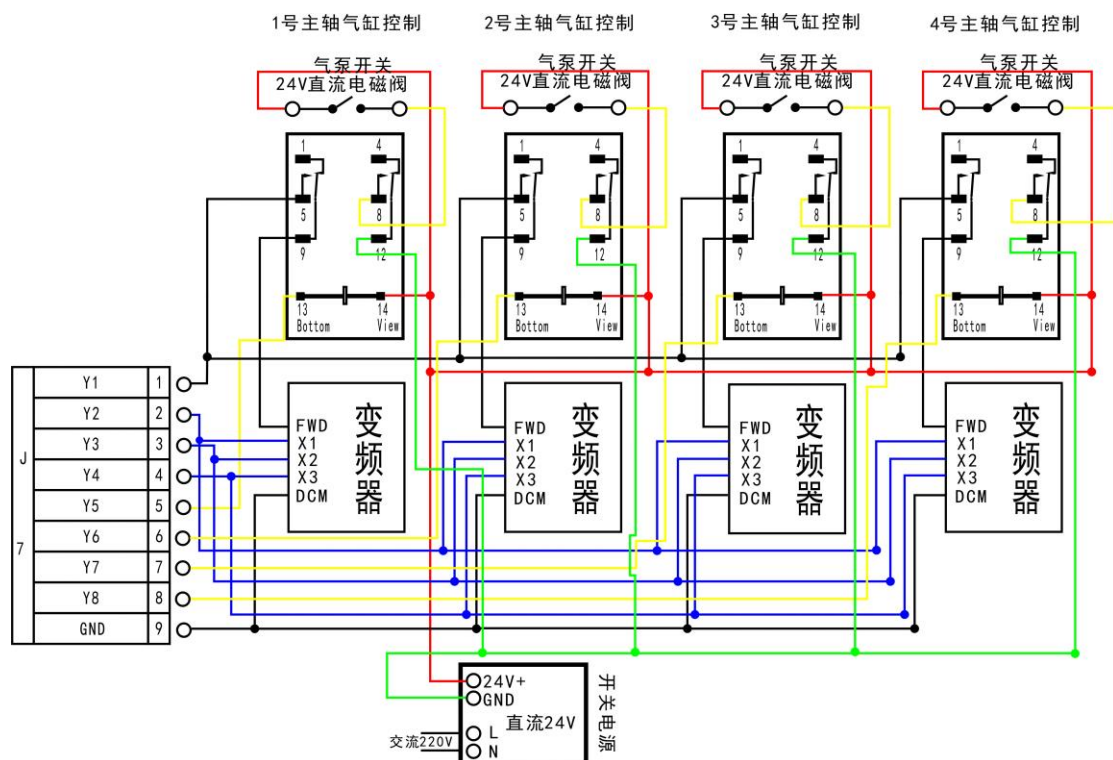 1号主轴气缸控制
2号主轴气缸控制
3号主轴气缸控制
4号主轴气缸控制
气泵开关
24V直流电磁阀
气泵开关
24V直流电磁阀
气泵开关
24V直流电磁阀
气泵开关
24V直流电磁阀
1 4
5 8
9 12
13 14
Bottom View
1 4
5 8
9 12
13 14
Bottom View
1 4
5 8
9 12
13 14
Bottom View
1 4
5 8
9 12
13 14
Bottom View
J7
Y1 1
Y2 2
Y3 3
Y4 4
Y5 5
Y6 6
Y7 7
Y8 8
GND 9
FWD
X1
X2
X3
DCM
变频器
FWD
X1
X2
X3
DCM
变频器
FWD
X1
X2
X3
DCM
变频器
FWD
X1
X2
X3
DCM
变频器
24V+
GND
直流24V
交流220V
L
N
开关电源